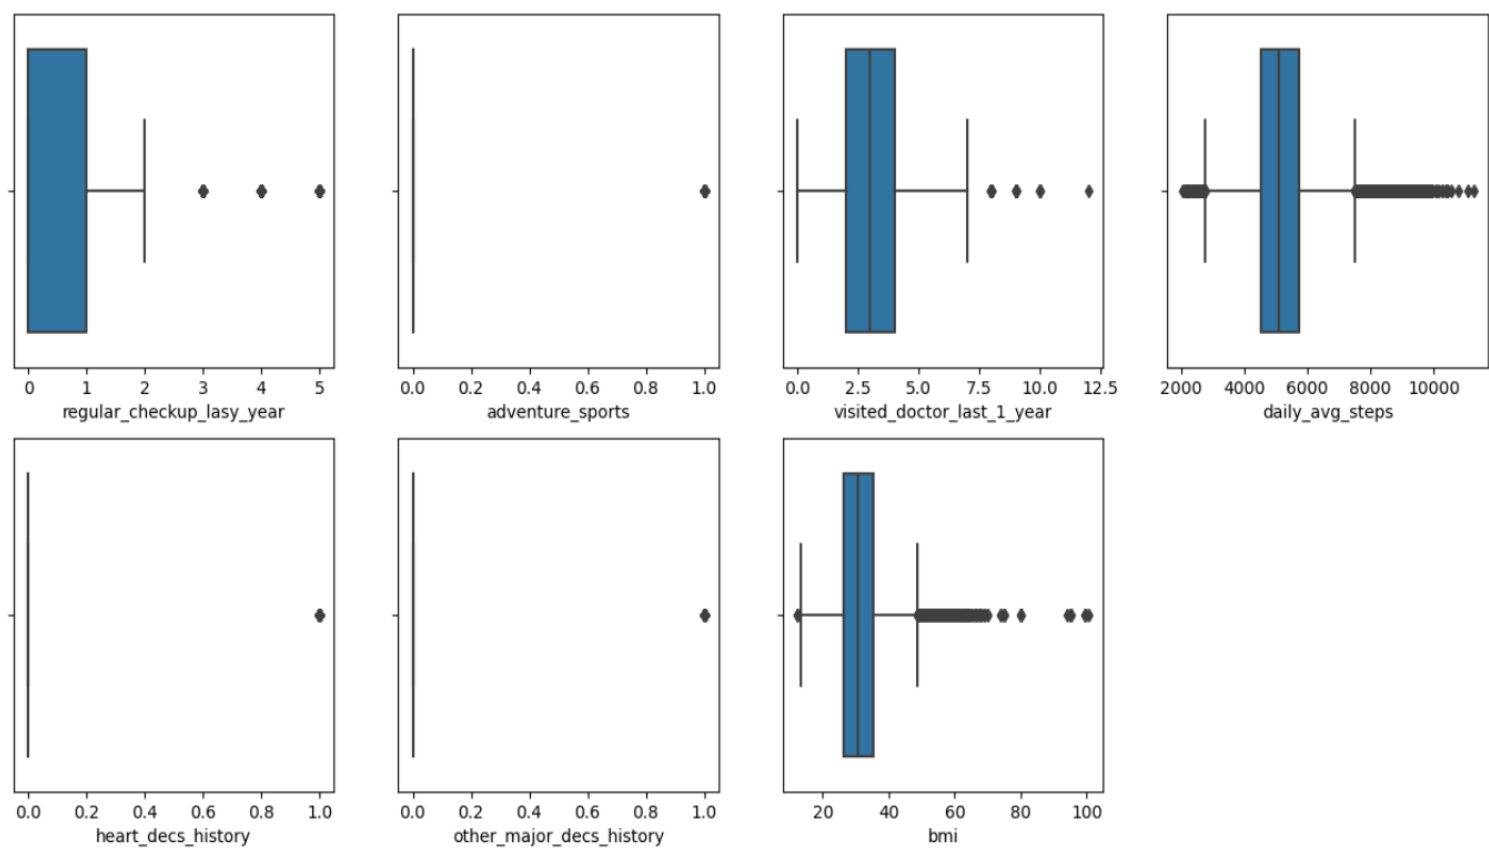 0 1 2 3 4 5
regular_checkup_lasy_year
0.0 0.2 0.4 0.6 0.8 1.0
adventure_sports
0.0 2.5 5.0 7.5 10.0 12.5
visited_doctor_last_1_year
2000 4000 6000 8000 10000
daily_avg_steps
0.0 0.2 0.4 0.6 0.8 1.0
heart_decs_history
0.0 0.2 0.4 0.6 0.8 1.0
other_major_decs_history
20 40 60 80 100
bmi